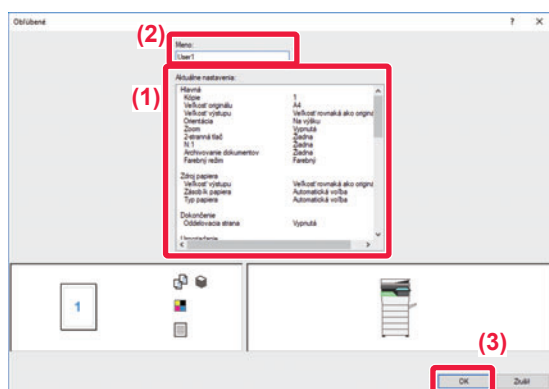 Obľúbené ? X
(2)
Meno:
User1
(1)
Aktuálne nastavenia:
Hlavná
Kópie 1
Veľkosť originálu A4
Veľkosť výstupu Veľkosť rovnaká ako origina
Orientácia Na výšku
Zoom Vypnutá
2-stranná tlač Žiadna
N:1 Žiadna
Archivovanie dokumentov Žiadna
Farebný režim Farebný
Zdroj papiera
Veľkosť výstupu Veľkosť rovnaká ako origina
Zásobník papiera Automatická voľba
Typ papiera Automatická voľba
Dokončenie
Oddeľovacia strana Vypnutá
1
(3)
OK Zrušiť